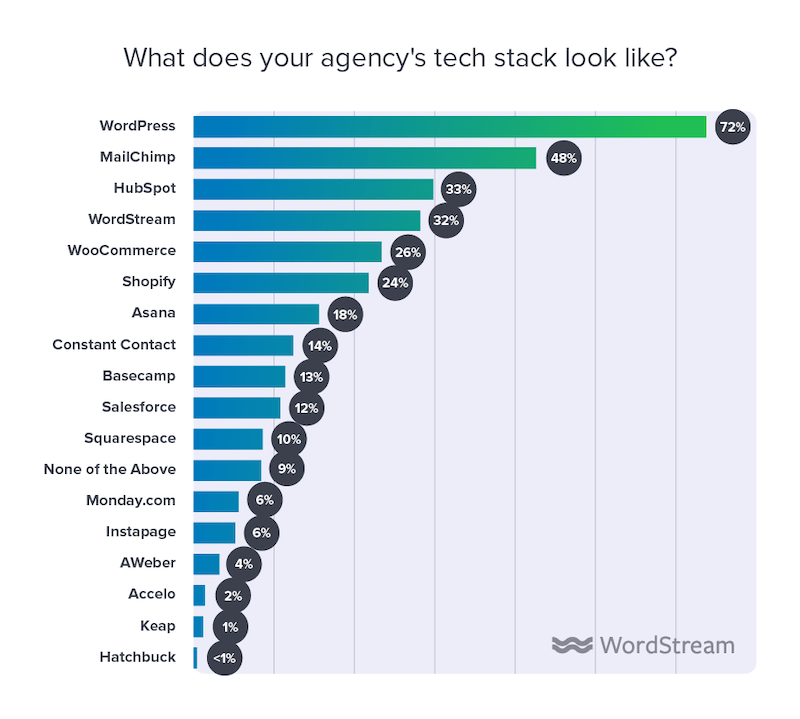 What does your agency's tech stack look like?
WordPress 72%
MailChimp 48%
HubSpot 33%
WordStream 32%
WooCommerce 26%
Shopify 24%
Asana 18%
Constant Contact 14%
Basecamp 13%
Salesforce 12%
Squarespace 10%
None of the Above 9%
Monday.com 6%
Instapage 6%
AWeber 4%
Accelo 2%
Keap 1%
WordStream
Hatchbuck <1%